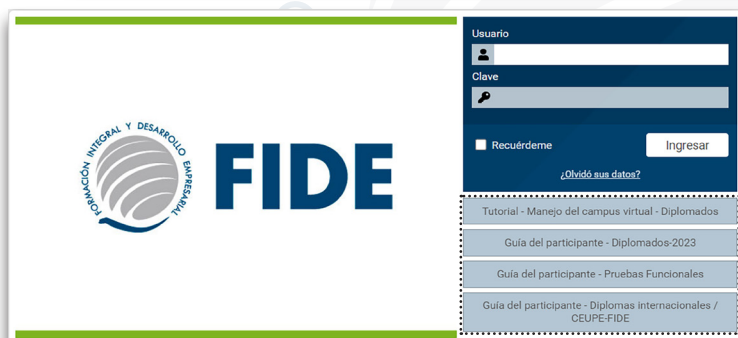 FORMACIÓN INTEGRAL Y DESARROLLO EMPRESARIAL
FIDE
Usuario
Clave
Recuérdeme
Ingresar
¿Olvidó sus datos?
Tutorial - Manejo del campus virtual - Diplomados
Guía del participante - Diplomados-2023
Guía del participante - Pruebas Funcionales
Guía del participante - Diplomas internacionales /
CEUPE-FIDE